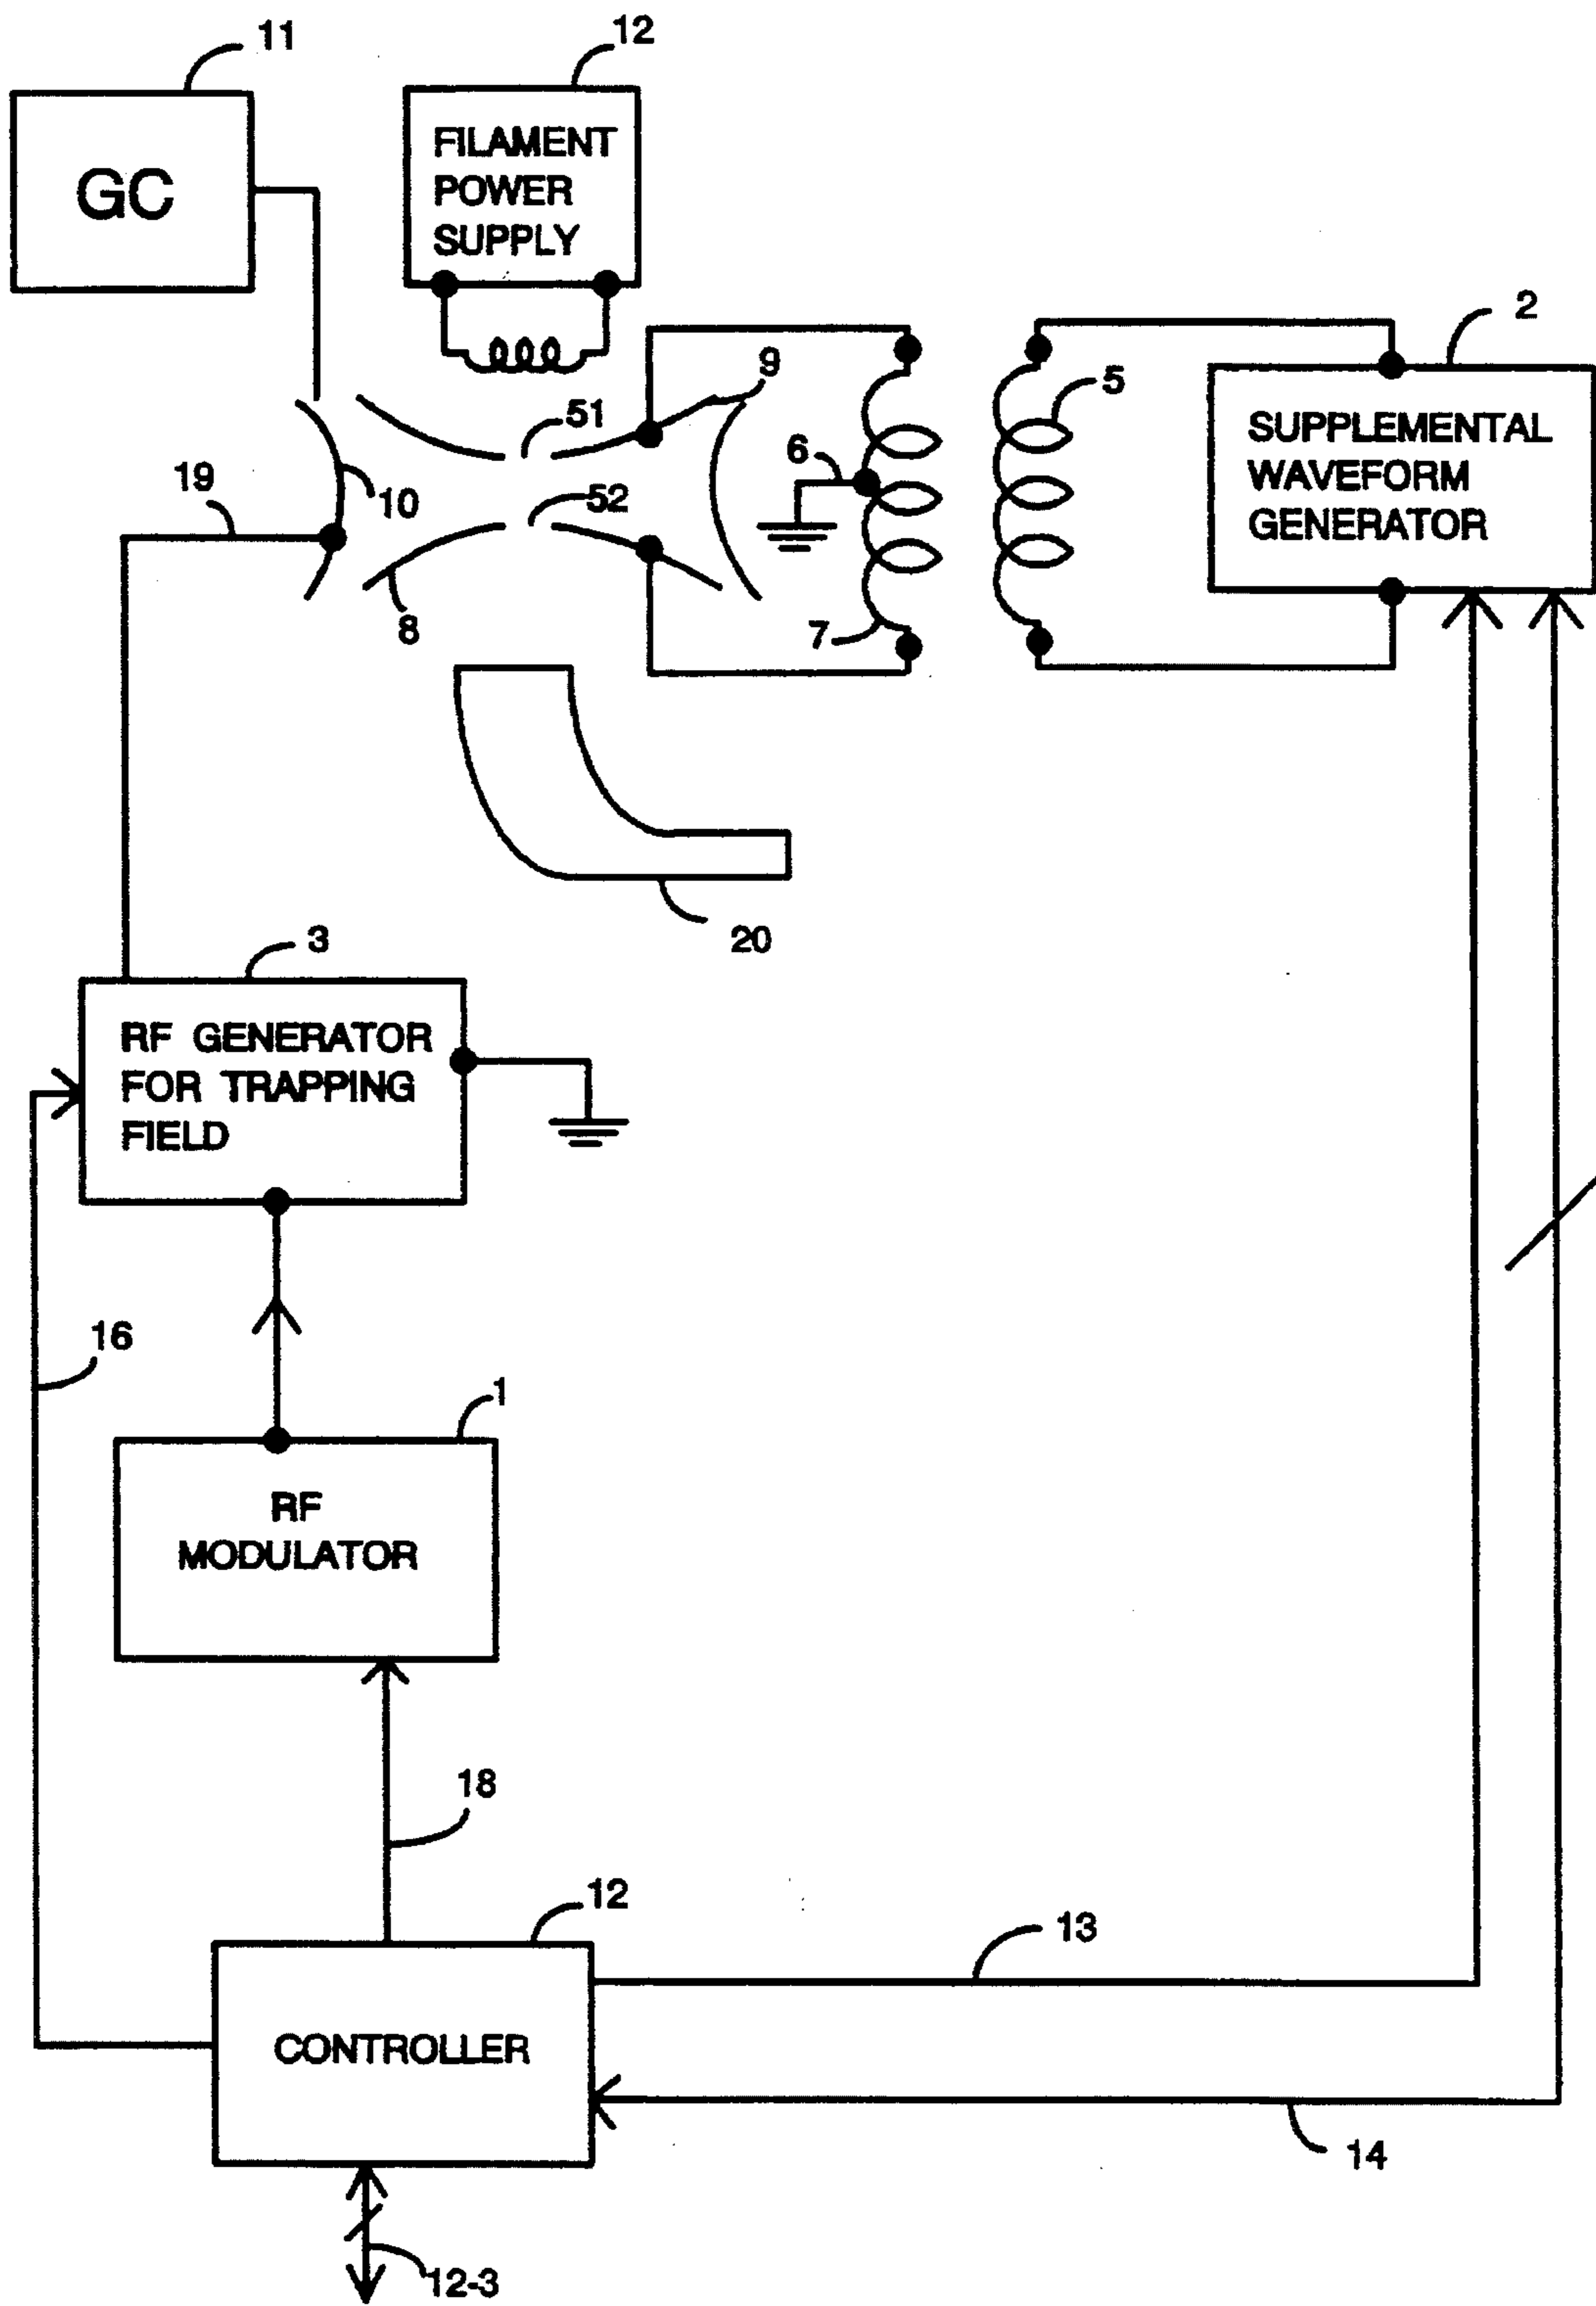 11
12
GC
FILAMENT
POWER
SUPPLY
2
9
5
51
SUPPLEMENTAL
WAVEFORM
GENERATOR
6
19
10
52
8
7
20
3
RF GENERATOR
FOR TRAPPING
FIELD
16
1
RF
MODULATOR
18
12
13
CONTROLLER
14
12-3